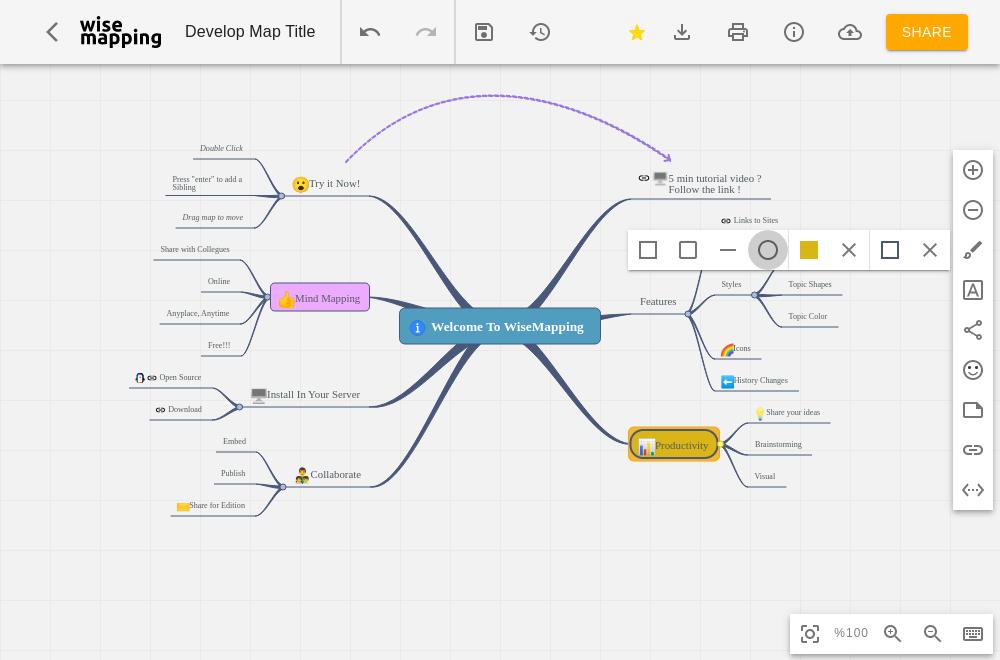 wise
mapping
Develop Map Title
SHARE
Double Click
Press "enter" to add a
Sibling
Drag map to move
Try it Now!
5 min tutorial video ?
Follow the link !
Links to Sites
Share with Collegues
Online
Anyplace, Anytime
Free!!!
Mind Mapping
Welcome To WiseMapping
Features
Styles
Topic Shapes
Topic Color
Icons
History Changes
Open Source
Download
Install In Your Server
Share your ideas
Brainstorming
Visual
Productivity
Embed
Publish
Share for Edition
Collaborate
%100